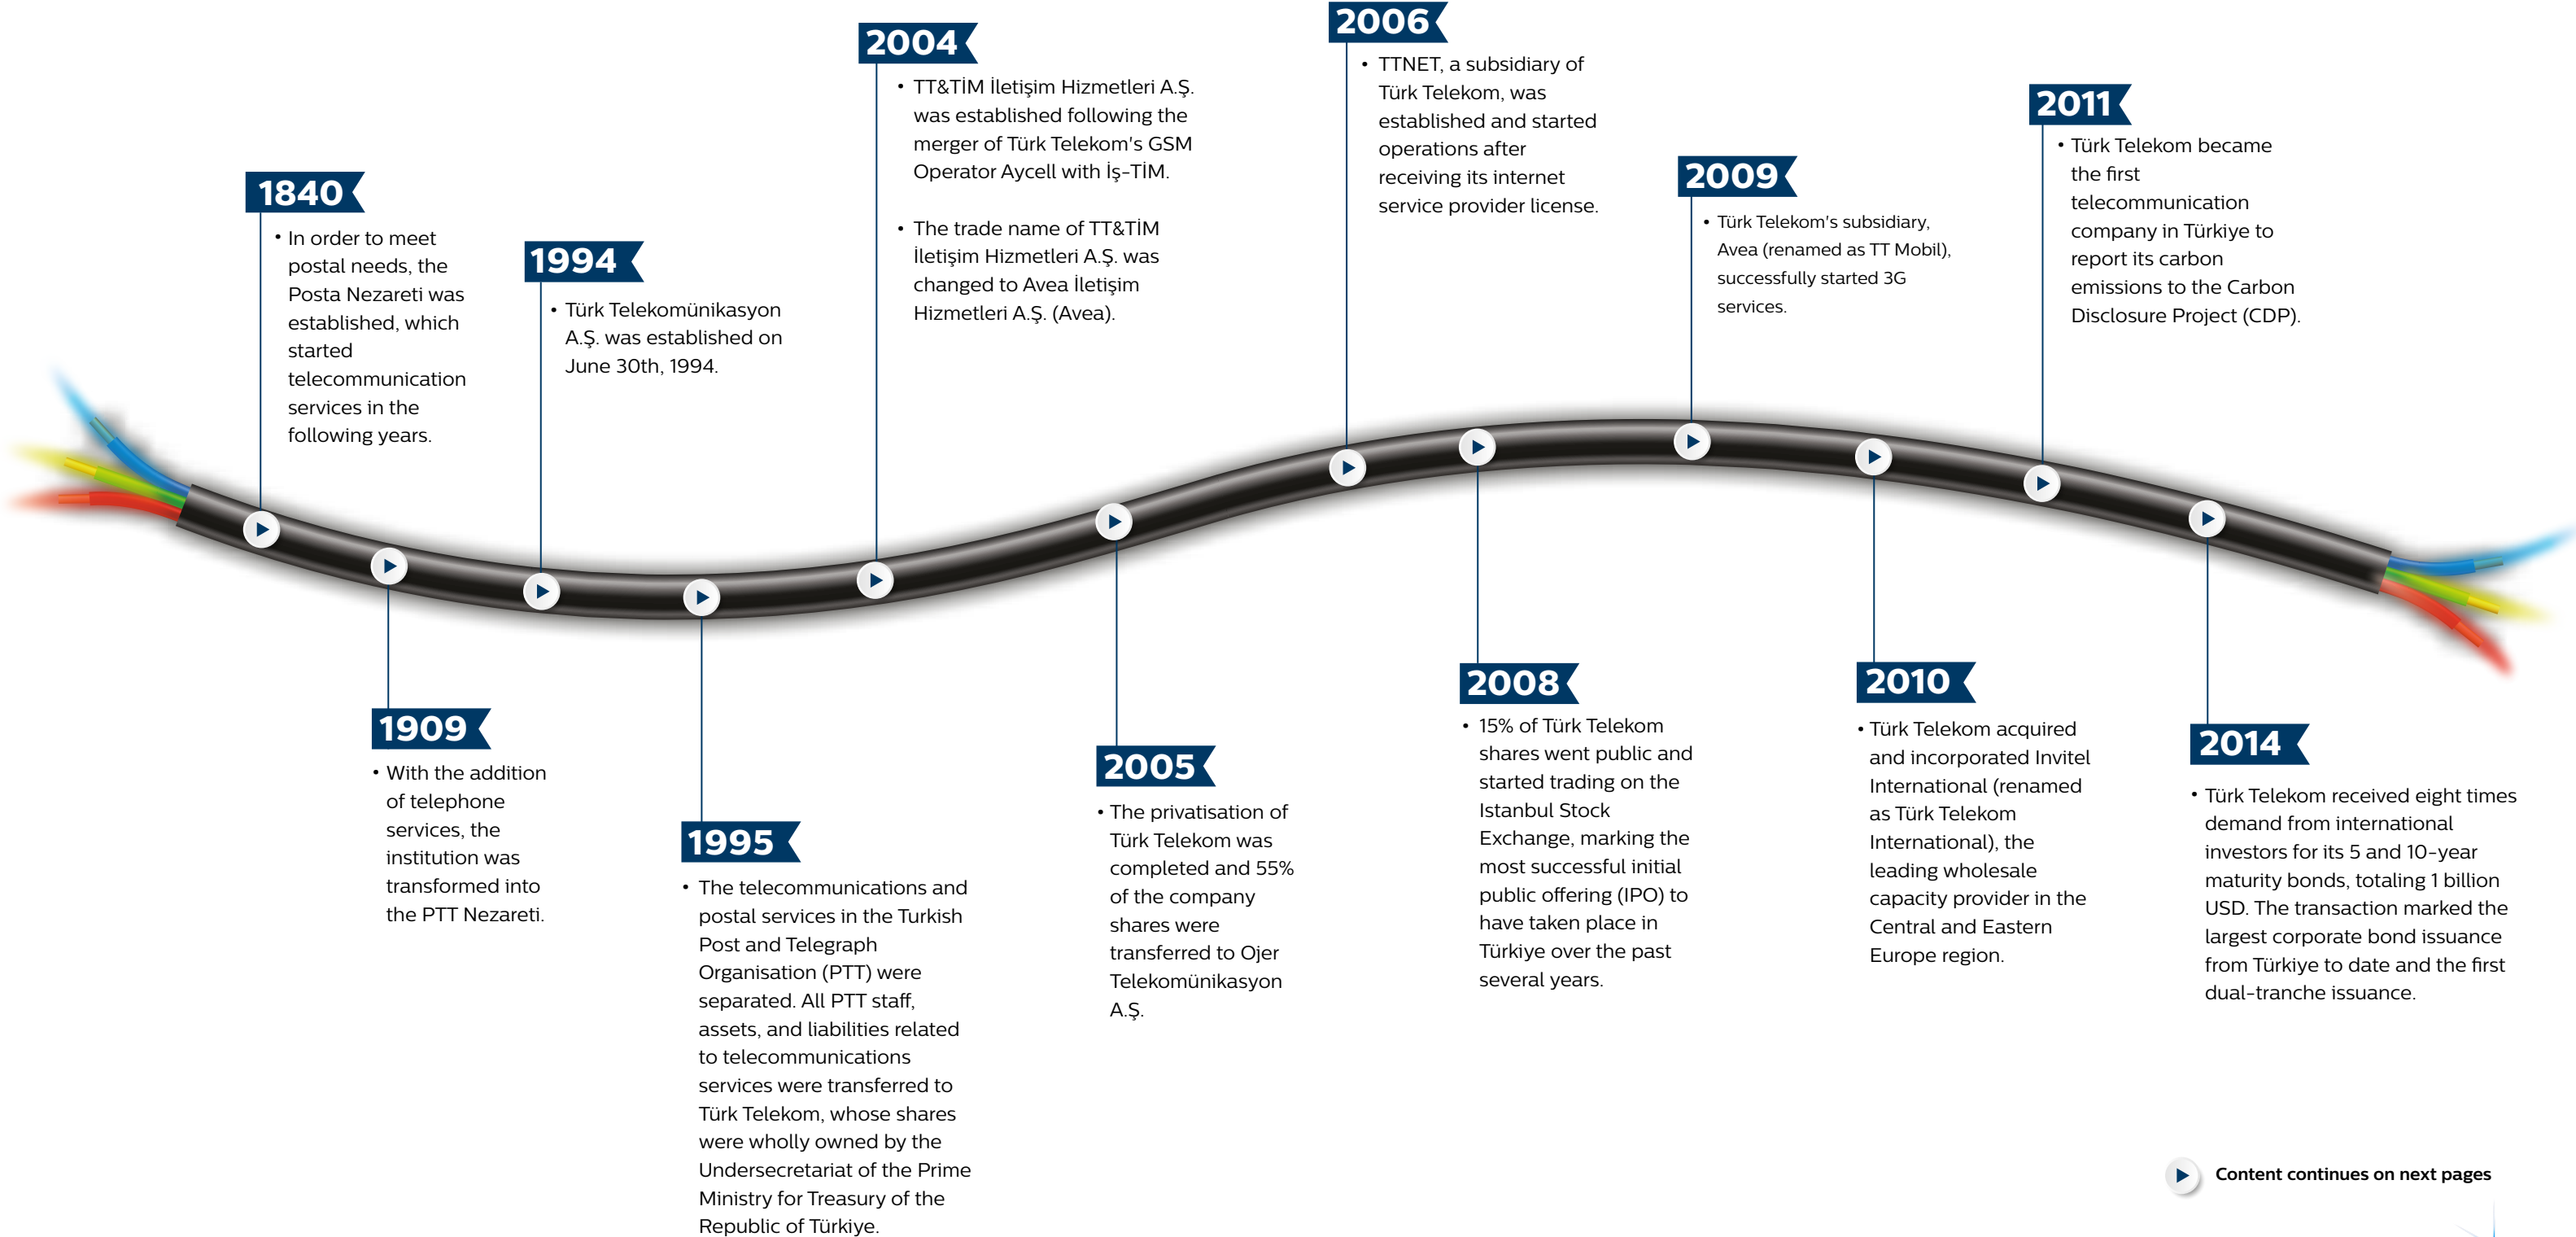 1840
• In order to meet
postal needs, the
Posta Nezareti was
established, which
started
telecommunication
services in the
following years.
1909
• With the addition
of telephone
services, the
institution was
transformed into
the PTT Nezareti.
1994
• Türk Telekomünikasyon
A.Ş. was established on
June 30th, 1994.
1995
• The telecommunications and
postal services in the Turkish
Post and Telegraph
Organisation (PTT) were
separated. All PTT staff,
assets, and liabilities related
to telecommunications
services were transferred to
Türk Telekom, whose shares
were wholly owned by the
Undersecretariat of the Prime
Ministry for Treasury of the
Republic of Türkiye.
2004
• TT&TİM İletişim Hizmetleri A.Ş.
was established following the
merger of Türk Telekom's GSM
Operator Aycell with İş-TİM.
• The trade name of TT&TİM
İletişim Hizmetleri A.Ş. was
changed to Avea İletişim
Hizmetleri A.Ş. (Avea).
2005
• The privatisation of
Türk Telekom was
completed and 55%
of the company
shares were
transferred to Ojer
Telekomünikasyon
A.Ş.
2006
• TTNET, a subsidiary of
Türk Telekom, was
established and started
operations after
receiving its internet
service provider license.
2008
• 15% of Türk Telekom
shares went public and
started trading on the
Istanbul Stock
Exchange, marking the
most successful initial
public offering (IPO) to
have taken place in
Türkiye over the past
several years.
2009
• Türk Telekom's subsidiary,
Avea (renamed as TT Mobil),
successfully started 3G
services.
2010
• Türk Telekom acquired
and incorporated Invitel
International (renamed
as Türk Telekom
International), the
leading wholesale
capacity provider in the
Central and Eastern
Europe region.
2011
• Türk Telekom became
the first
telecommunication
company in Türkiye to
report its carbon
emissions to the Carbon
Disclosure Project (CDP).
2014
• Türk Telekom received eight times
demand from international
investors for its 5 and 10-year
maturity bonds, totaling 1 billion
USD. The transaction marked the
largest corporate bond issuance
from Türkiye to date and the first
dual-tranche issuance.
Content continues on next pages